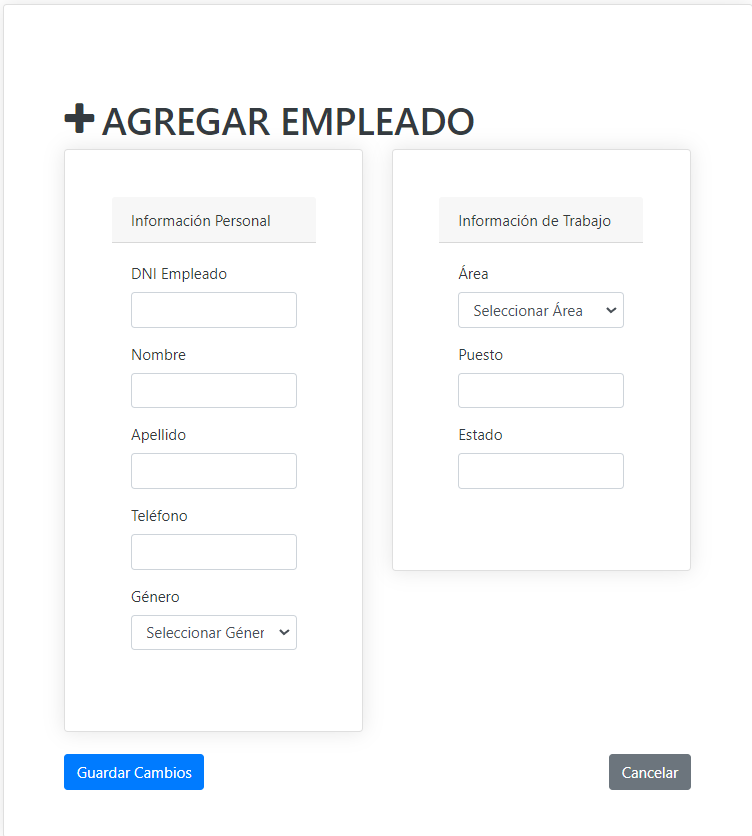 AGREGAR EMPLEADO
Información Personal
DNI Empleado
Nombre
Apellido
Teléfono
Género
Seleccionar Géner
Información de Trabajo
Área
Seleccionar Área
Puesto
Estado
Guardar Cambios
Cancelar